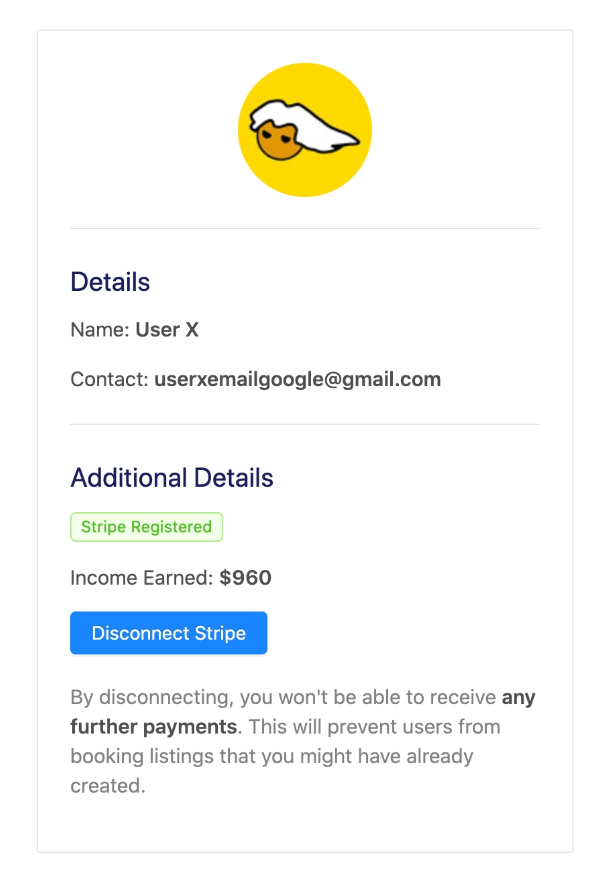 Details
Name: User X
Contact: userxemailgoogle@gmail.com
Additional Details
Stripe Registered
Income Earned: $960
Disconnect Stripe
By disconnecting, you won't be able to receive any
further payments. This will prevent users from
booking listings that you might have already
created.